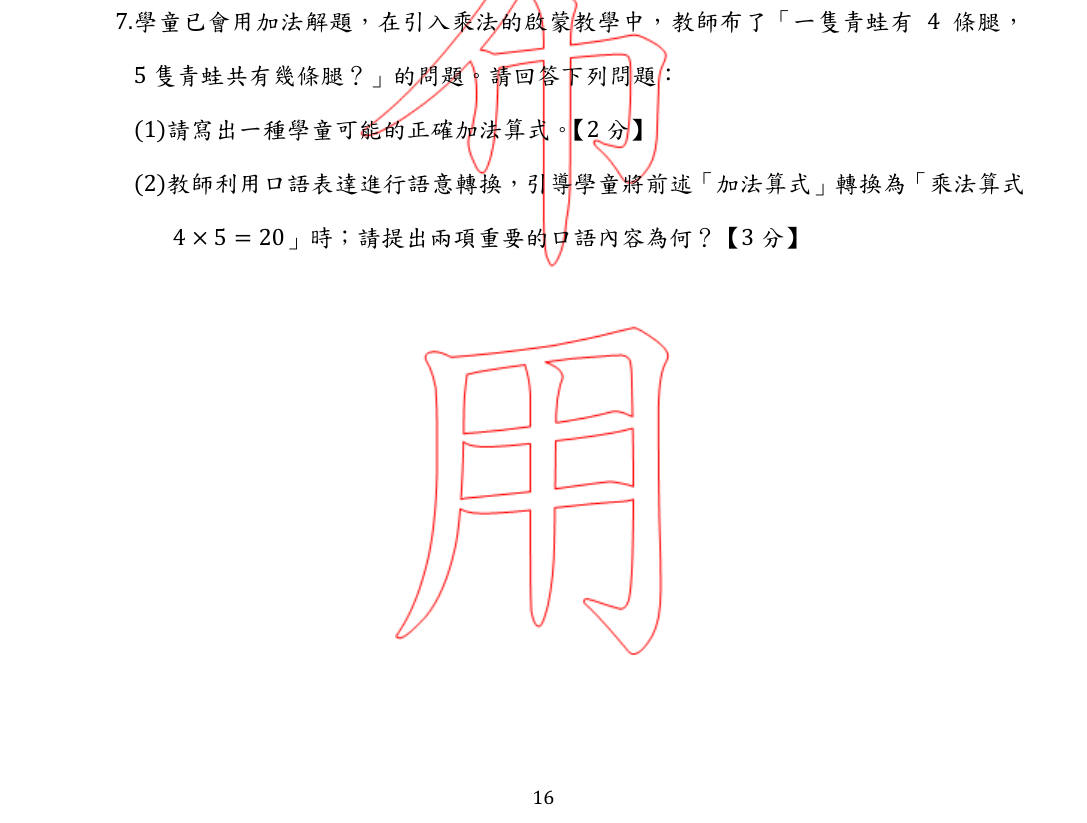 7.學童已會用加法解題，在引入乘法的啟蒙教學中，教師布了「一隻青蛙有 4 條腿，
5 隻青蛙共有幾條腿？」的問題。請回答下列問題：
(1)請寫出一種學童可能的正確加法算式。【2 分】
(2)教師利用口語表達進行語意轉換，引導學童將前述「加法算式」轉換為「乘法算式
4 × 5 = 20」時；請提出兩項重要的口語內容為何？【3 分】
佈
用
16